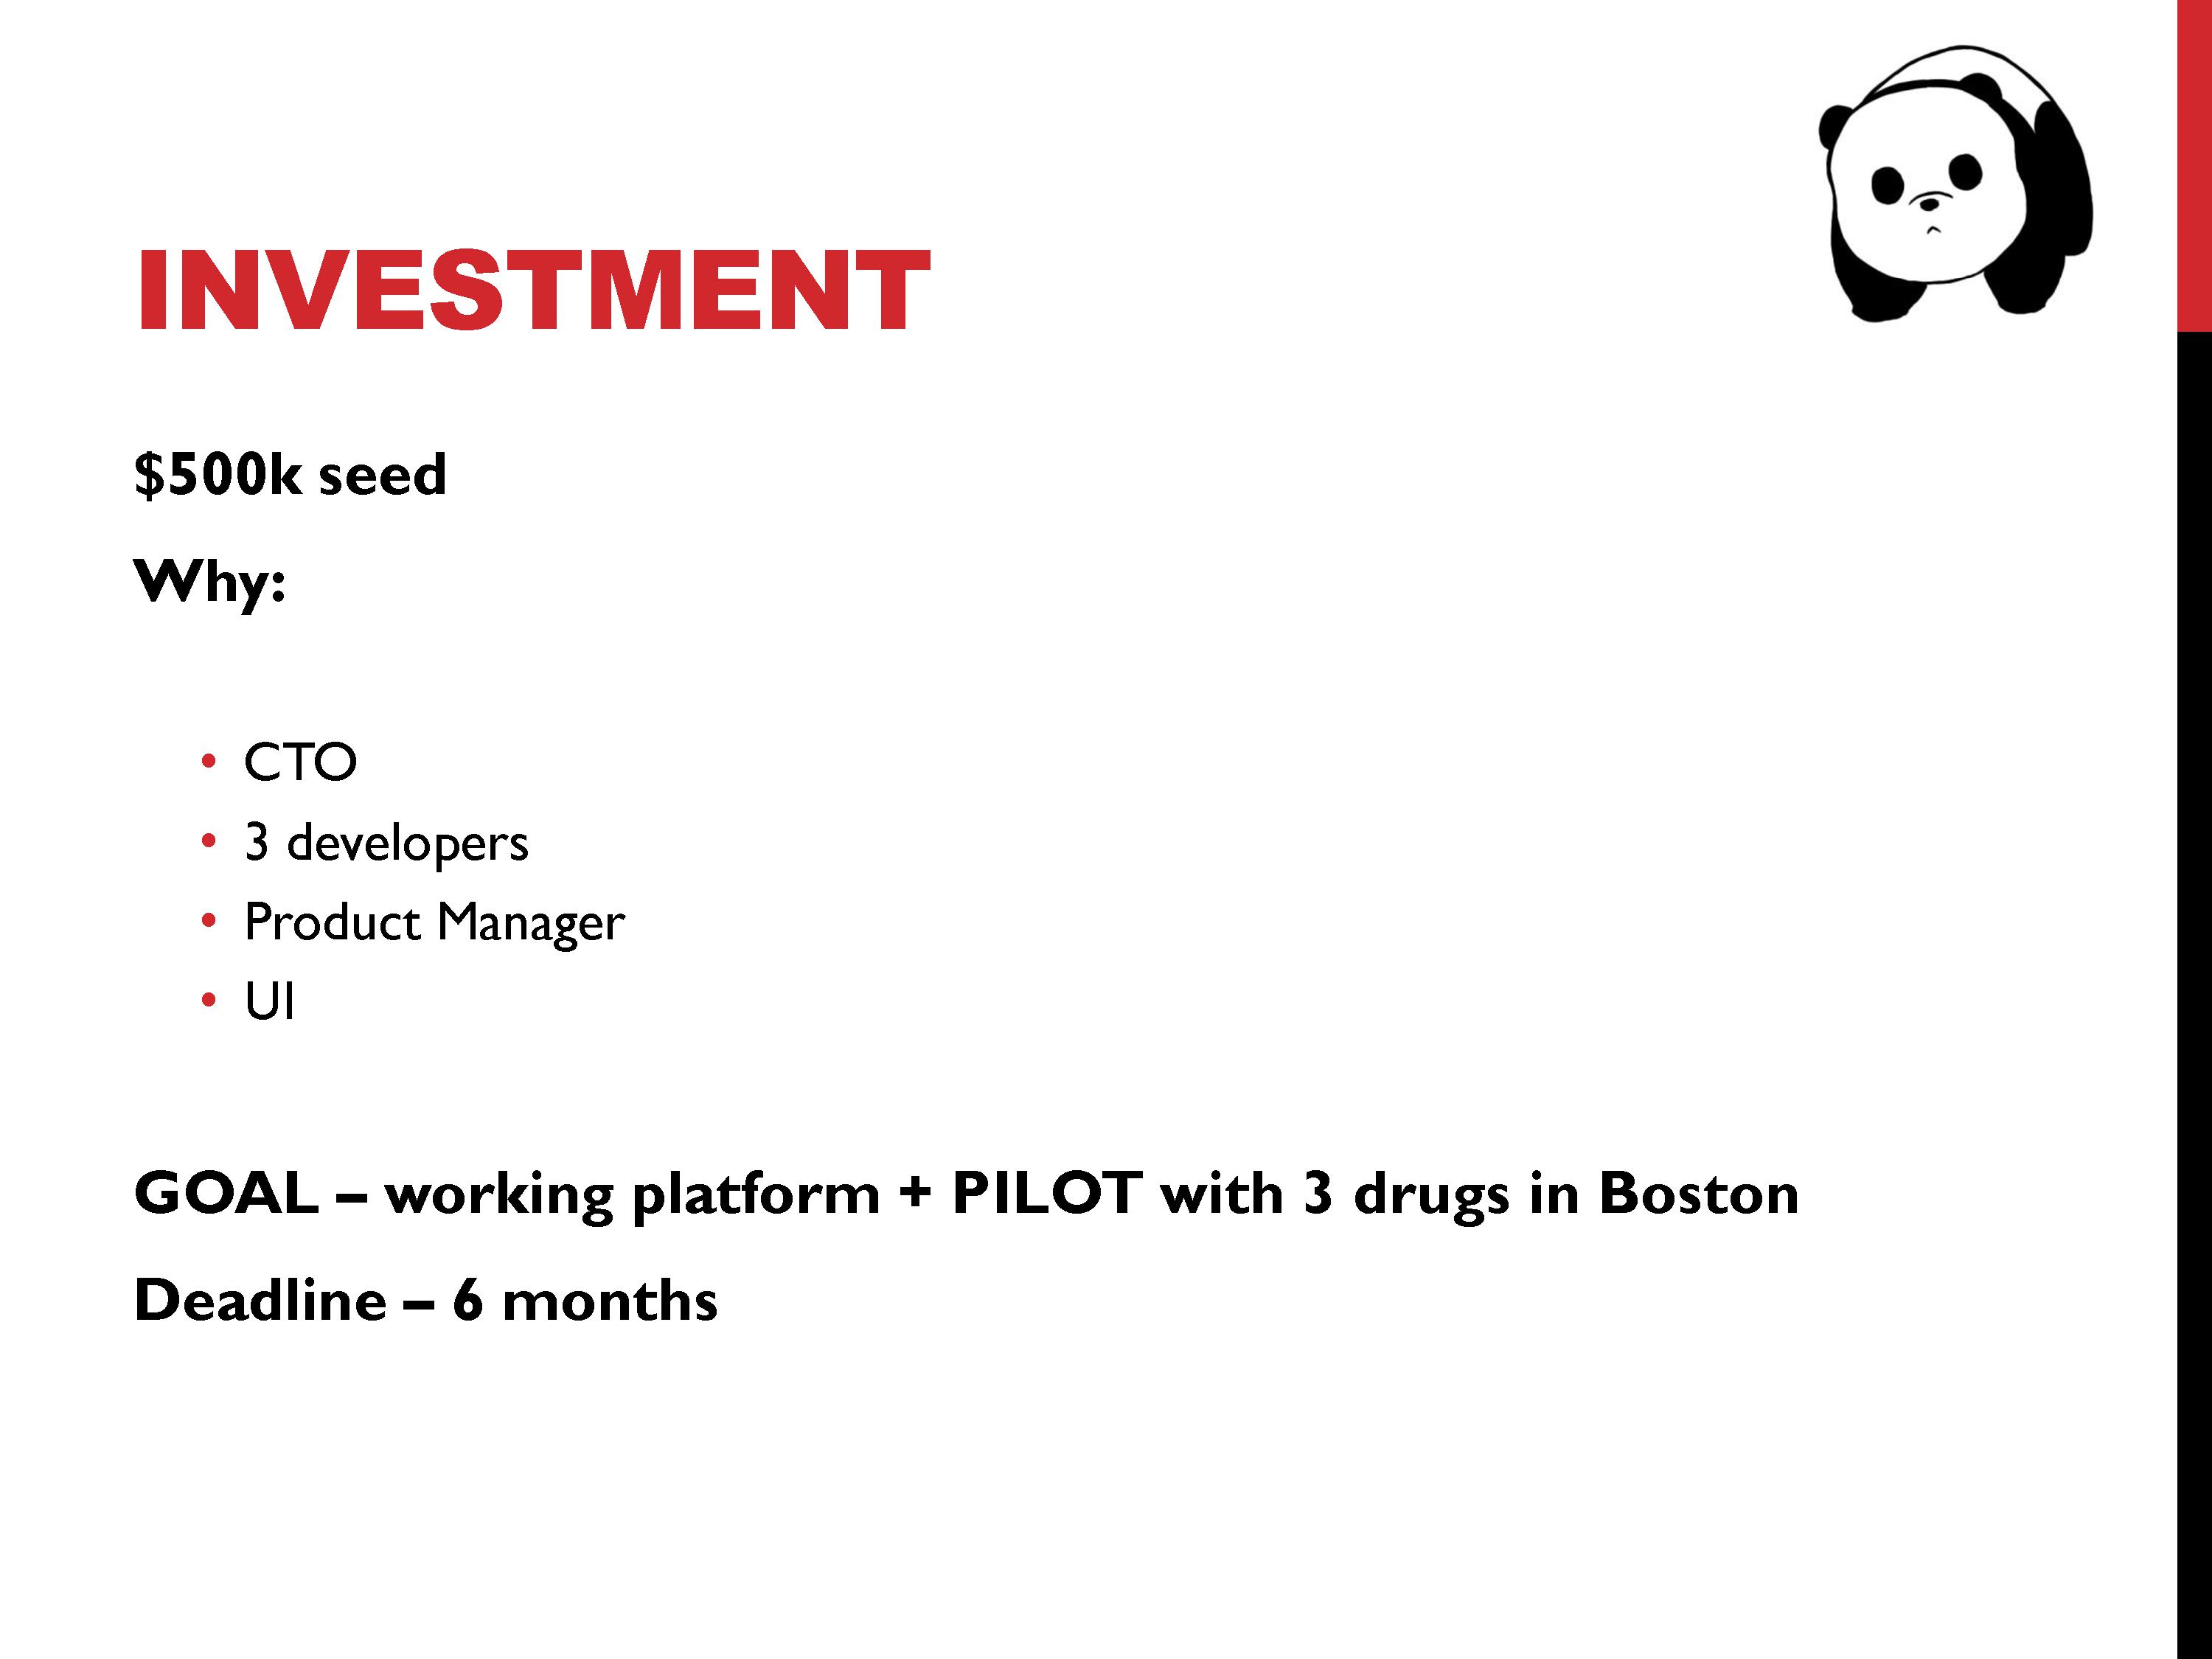 INVESTMENT
$500k seed
Why:
• CTO
• 3 developers
• Product Manager
• UI
GOAL – working platform + PILOT with 3 drugs in Boston
Deadline – 6 months